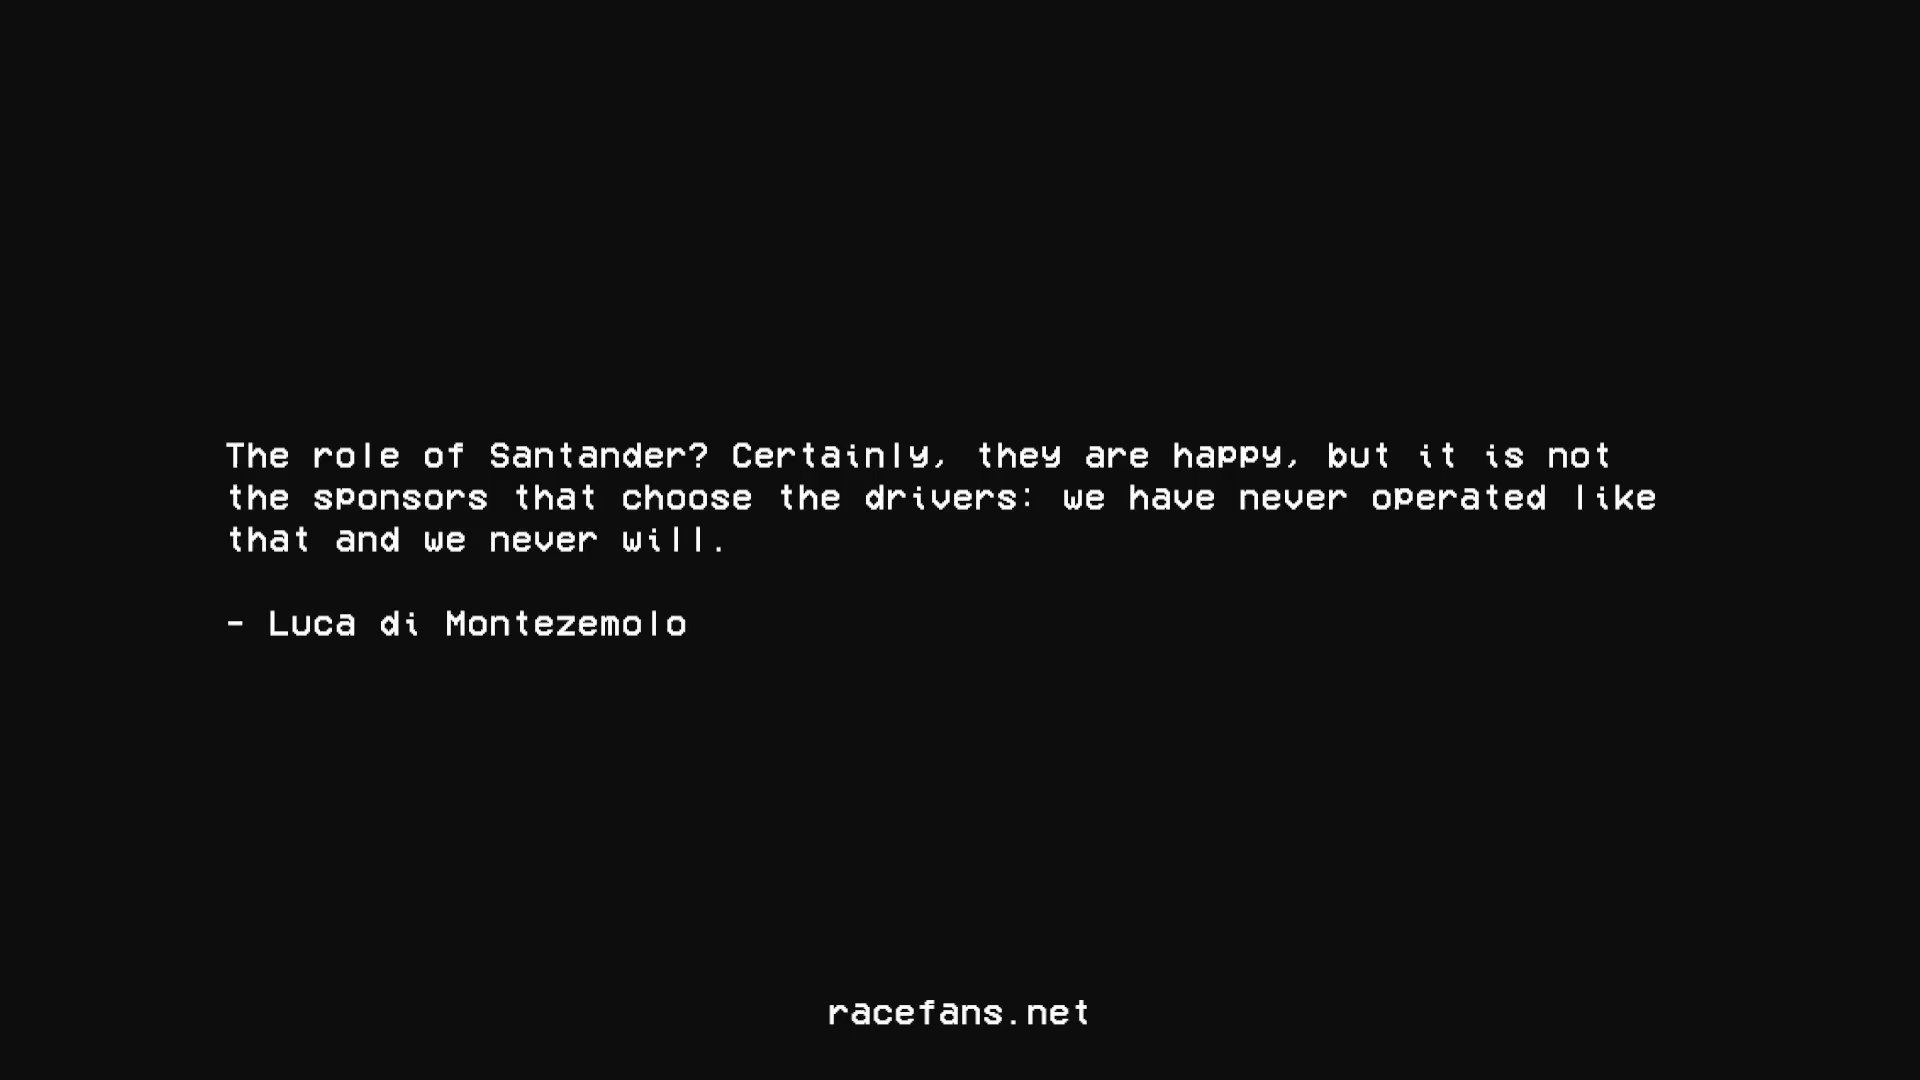 The role of Santander? Certainly, they are happy, but it is not
the sponsors that choose the drivers: we have never operated like
that and we never will.
- Luca di Montezemolo
racefans.net